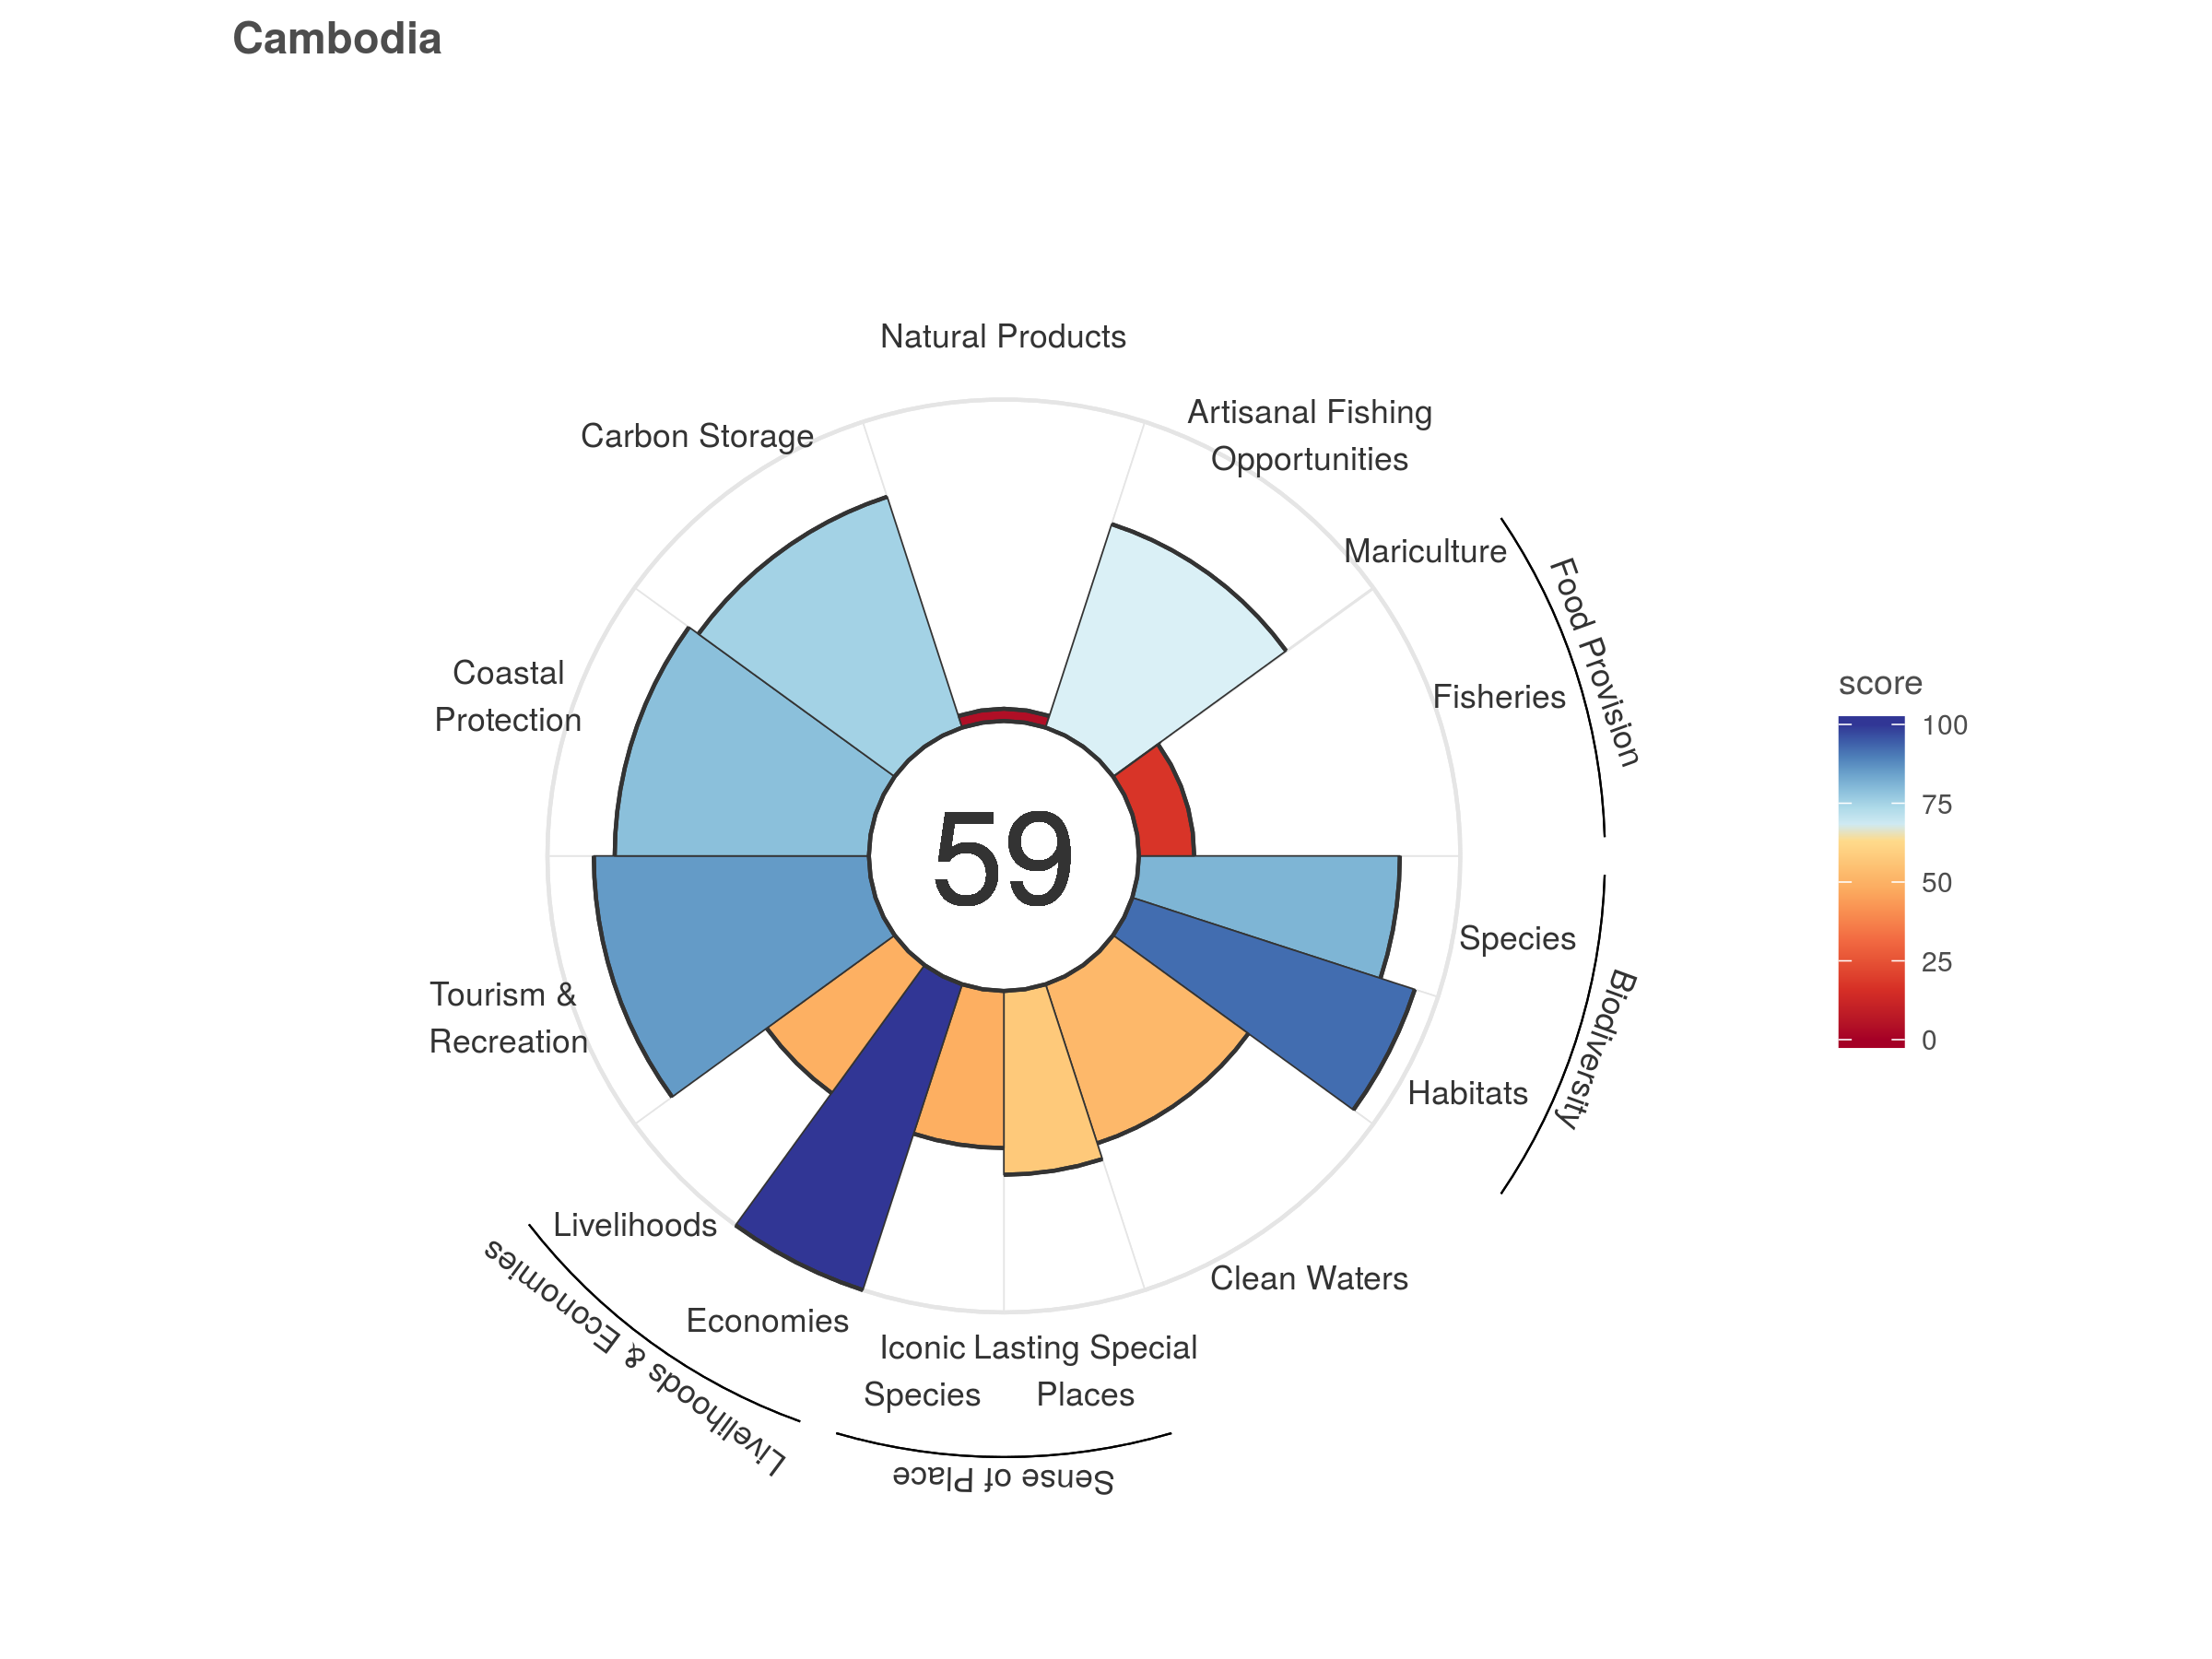 Cambodia
Natural Products
Artisanal Fishing
Opportunities
Carbon Storage
Mariculture
Food Provision
Fisheries
Coastal
Protection
score
100
75
50
25
0
59
Species
Biodiversity
Habitats
Tourism &
Recreation
Livelihoods
Livelihoods & Economies
Economies
Clean Waters
Iconic
Species
Lasting Special
Places
Sense of Place